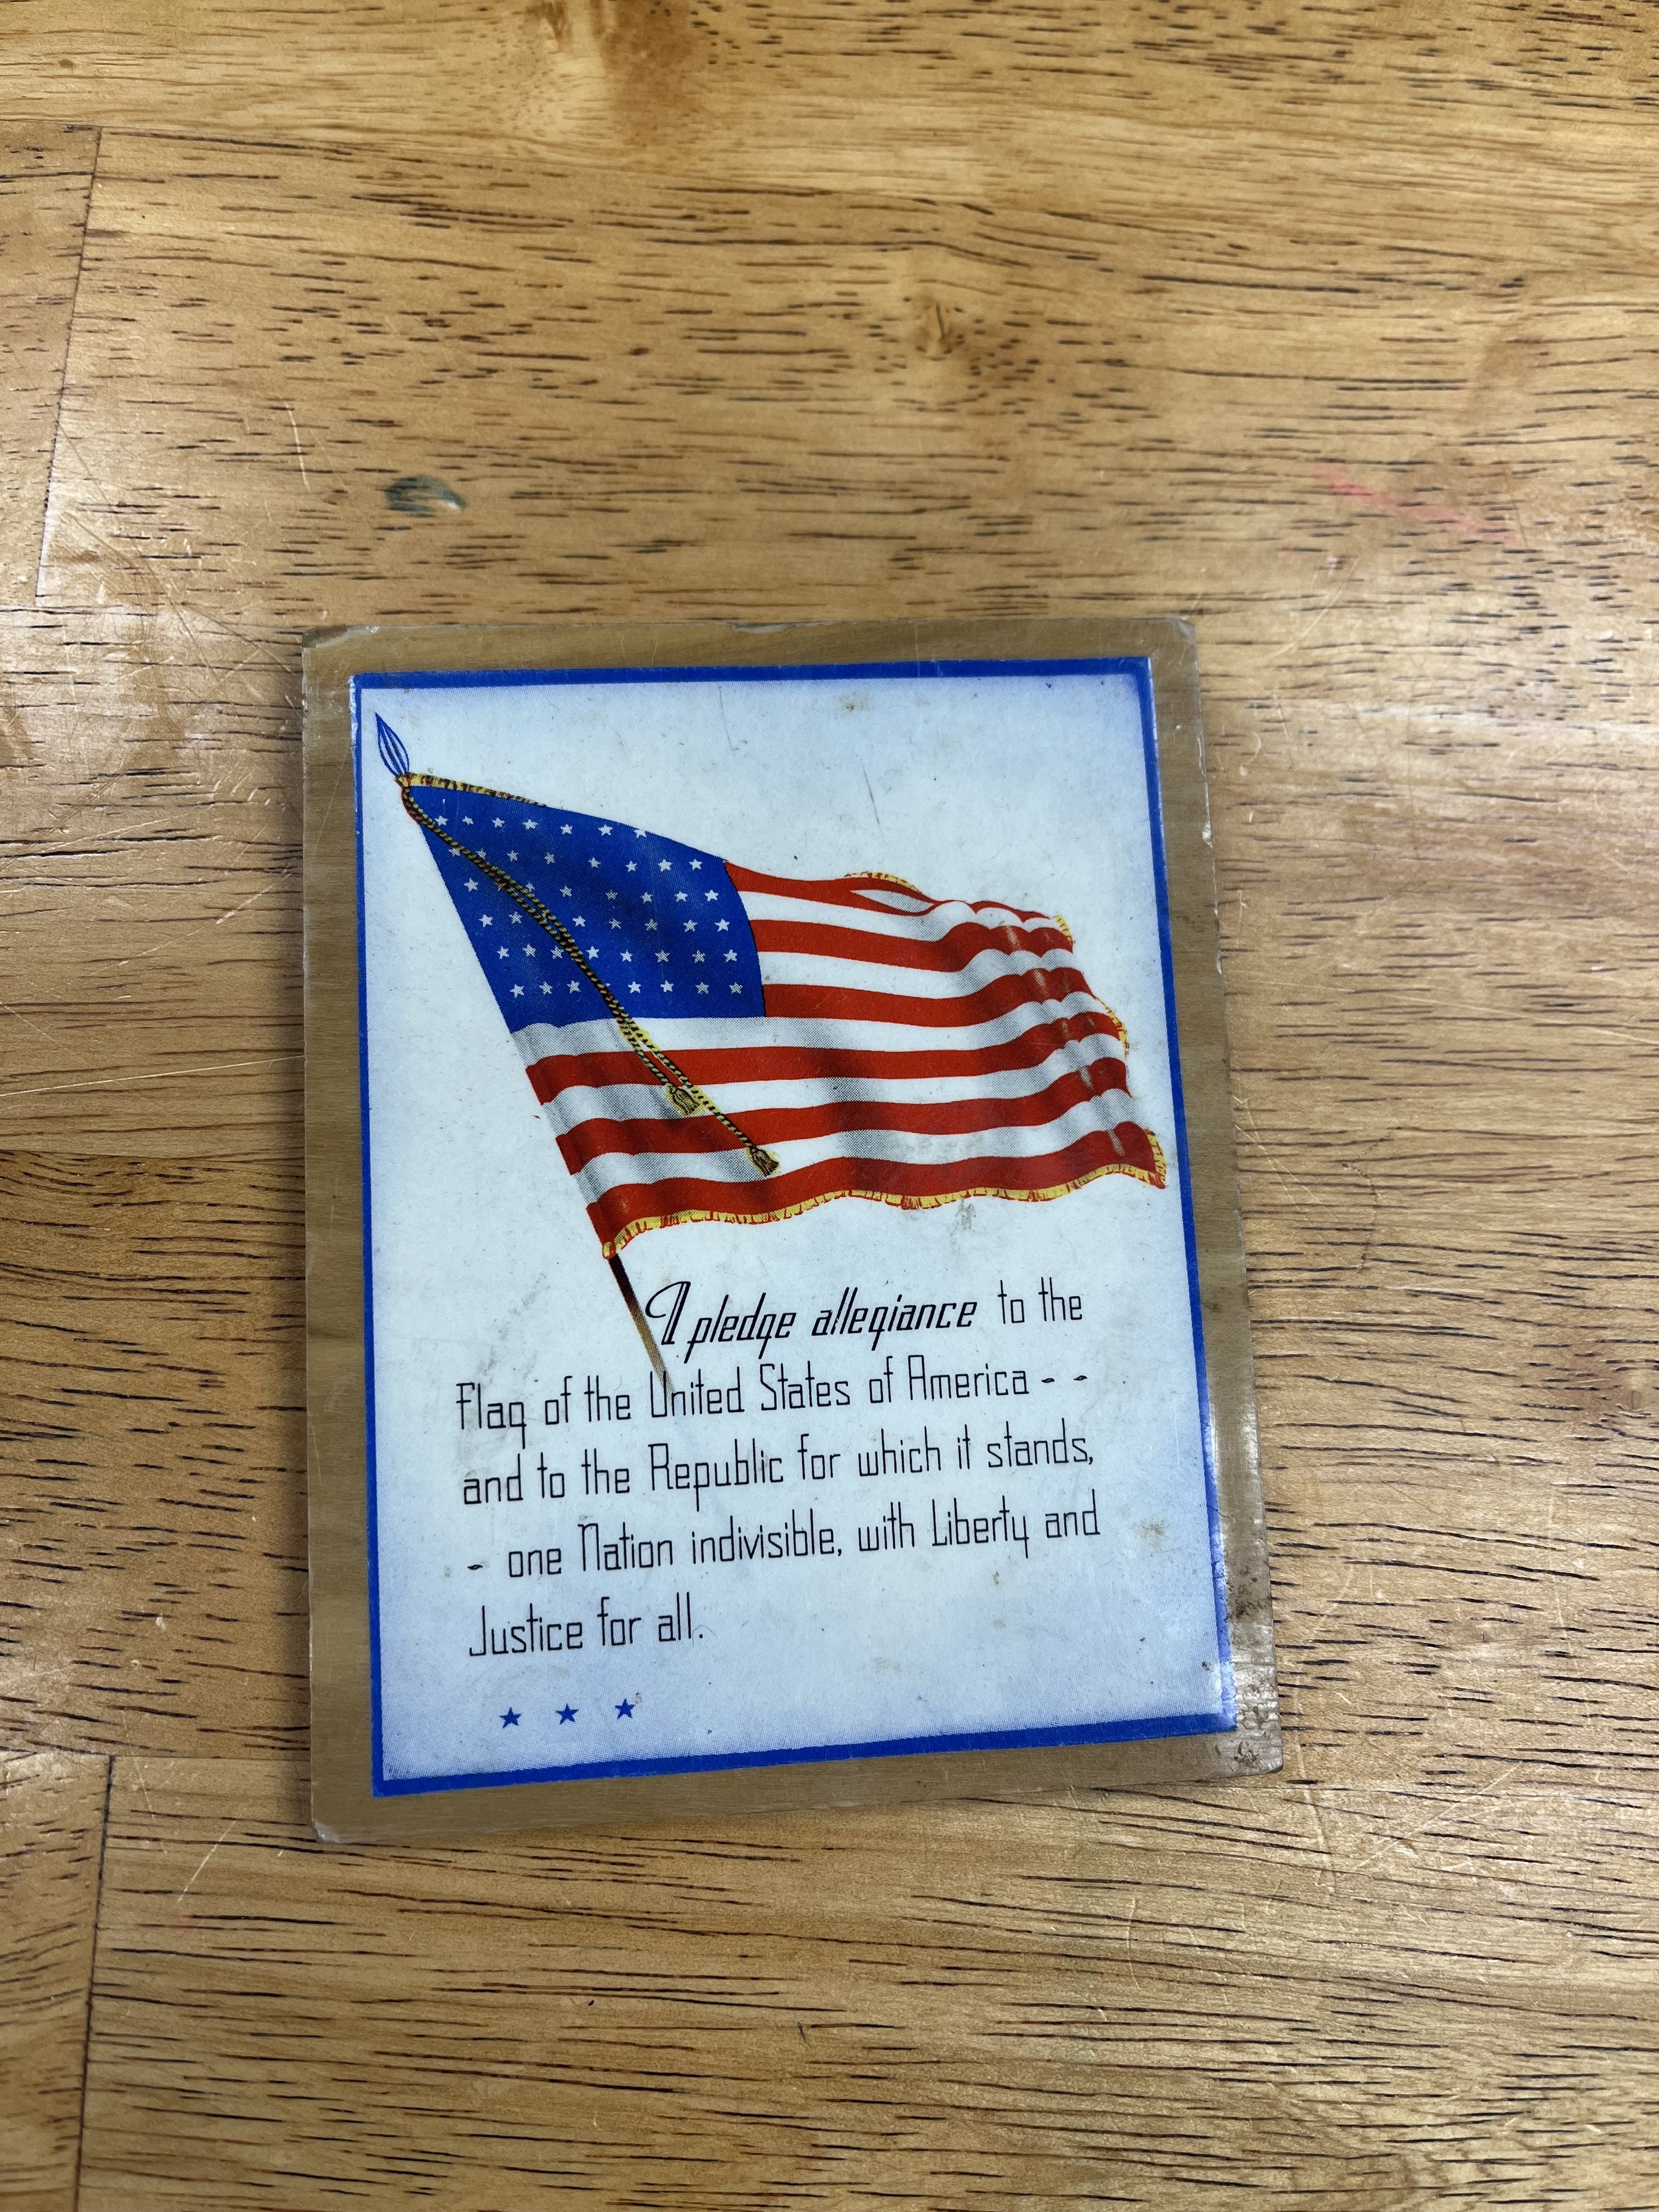 I pledge allegiance to the
Flag of the United States of America - -
and to the Republic for which it stands,
- one Nation indivisible, with Liberty and
Justice for all.